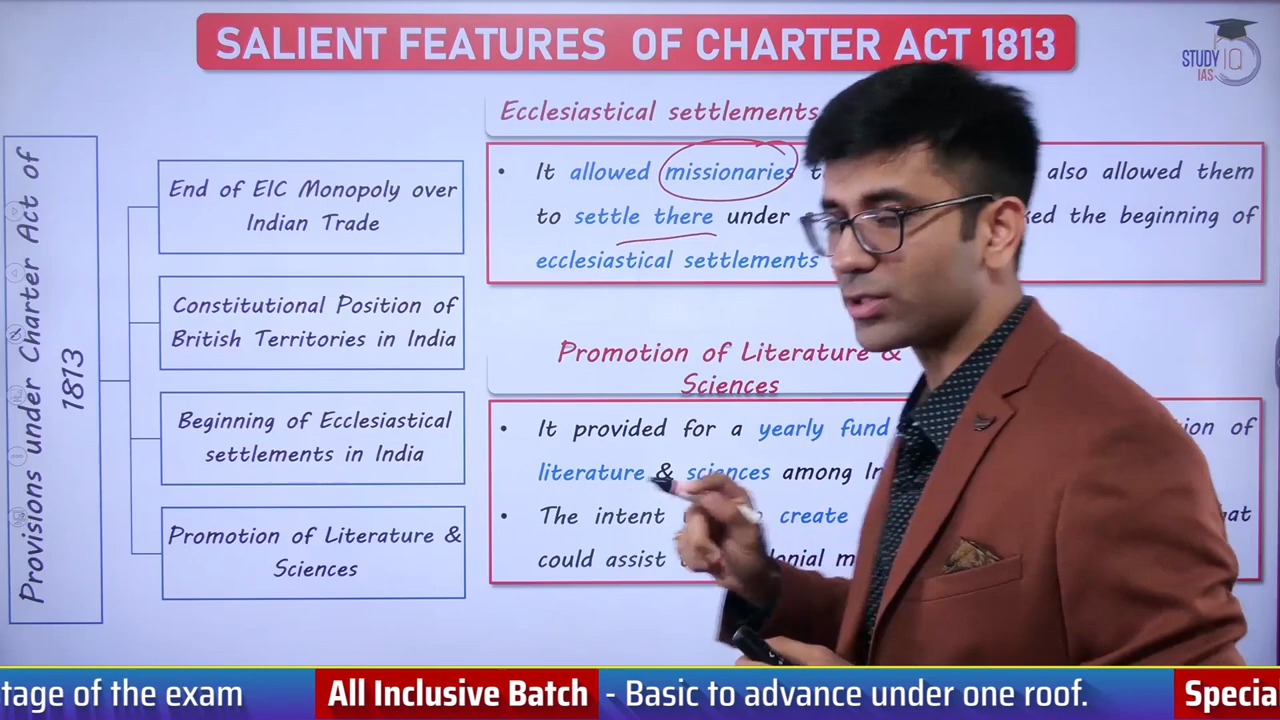 SALIENT FEATURES OF CHARTER ACT 1813
STUDY IQ
IAS
Provisions under Charter Act of
1813
End of EIC Monopoly over
Indian Trade
Constitutional Position of
British Territories in India
Beginning of Ecclesiastical
settlements in India
Promotion of Literature &
Sciences
Ecclesiastical settlements
• It allowed missionaries also allowed them
to settle there under the beginning of
ecclesiastical settlements
Promotion of Literature &
Sciences
• It provided for a yearly fund of
literature & sciences among
• The intent create
could assist
tage of the exam
All Inclusive Batch - Basic to advance under one roof.
Specia